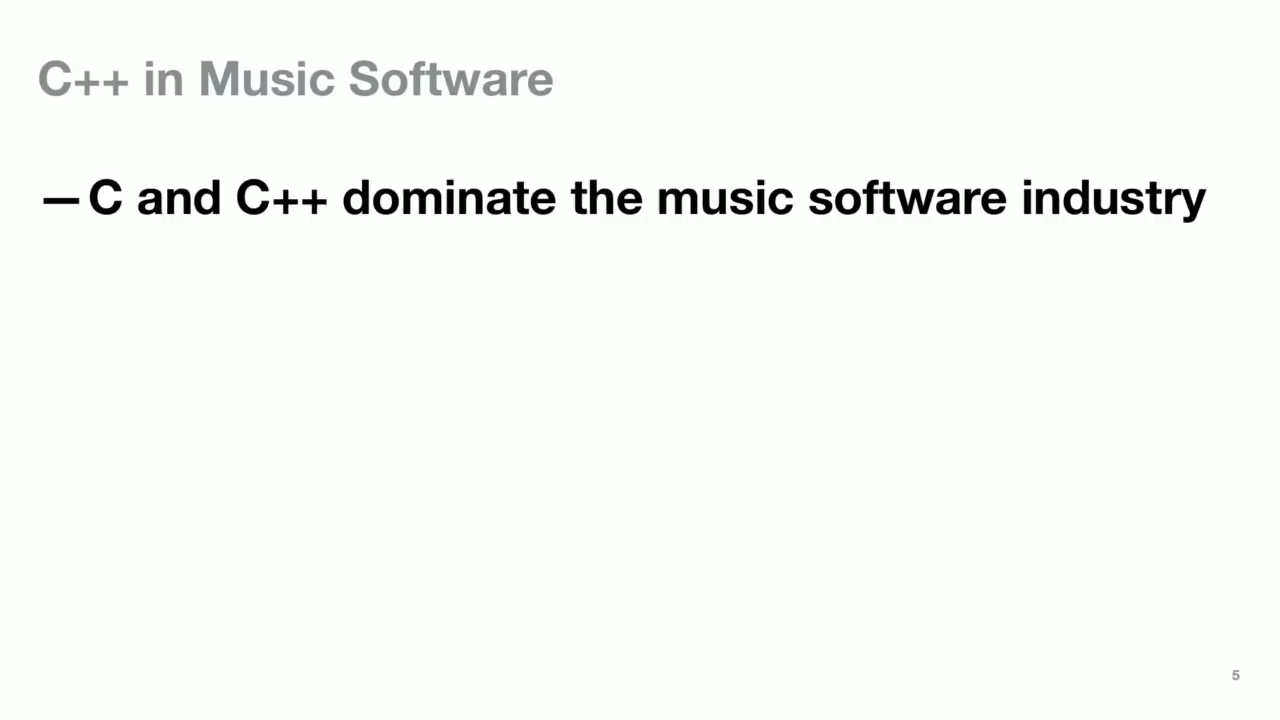 C++ in Music Software
— C and C++ dominate the music software industry
5